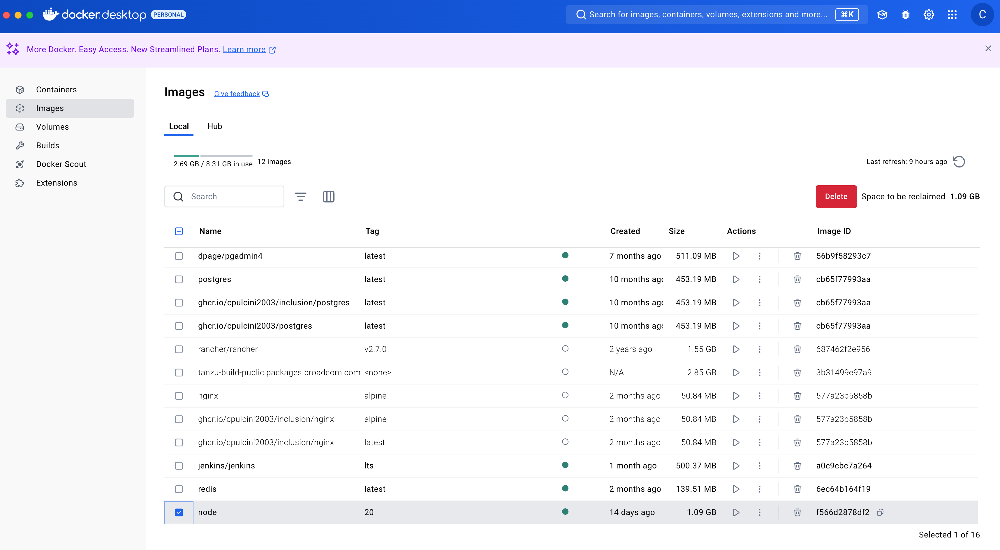 docker desktop PERSONAL
Search for images, containers, volumes, extensions and more... ⌘K
C
More Docker. Easy Access. New Streamlined Plans. Learn more
Containers
Images
Volumes
Builds
Docker Scout
Extensions
Images Give feedback
Local Hub
2.69 GB / 8.31 GB in use 12 images
Last refresh: 9 hours ago
Search
Delete Space to be reclaimed 1.09 GB
Name Tag Created Size Actions Image ID
dpage/pgadmin4 latest 7 months ago 511.09 MB 56b9f58293c7
postgres latest 10 months ago 453.19 MB cb65f77993aa
ghcr.io/cpulcini2003/inclusion/postgres latest 10 months ago 453.19 MB cb65f77993aa
ghcr.io/cpulcini2003/postgres latest 10 months ago 453.19 MB cb65f77993aa
rancher/rancher v2.7.0 2 years ago 1.55 GB 687462f2e956
tanzu-build-public.packages.broadcom.com <none> N/A 2.85 GB 3b31499e97a9
nginx alpine 2 months ago 50.84 MB 577a23b5858b
ghcr.io/cpulcini2003/inclusion/nginx alpine 2 months ago 50.84 MB 577a23b5858b
ghcr.io/cpulcini2003/inclusion/nginx latest 2 months ago 50.84 MB 577a23b5858b
jenkins/jenkins lts 1 month ago 500.37 MB a0c9cbc7a264
redis latest 2 months ago 139.51 MB 6ec64b164f19
node 20 14 days ago 1.09 GB f566d2878df2
Selected 1 of 16